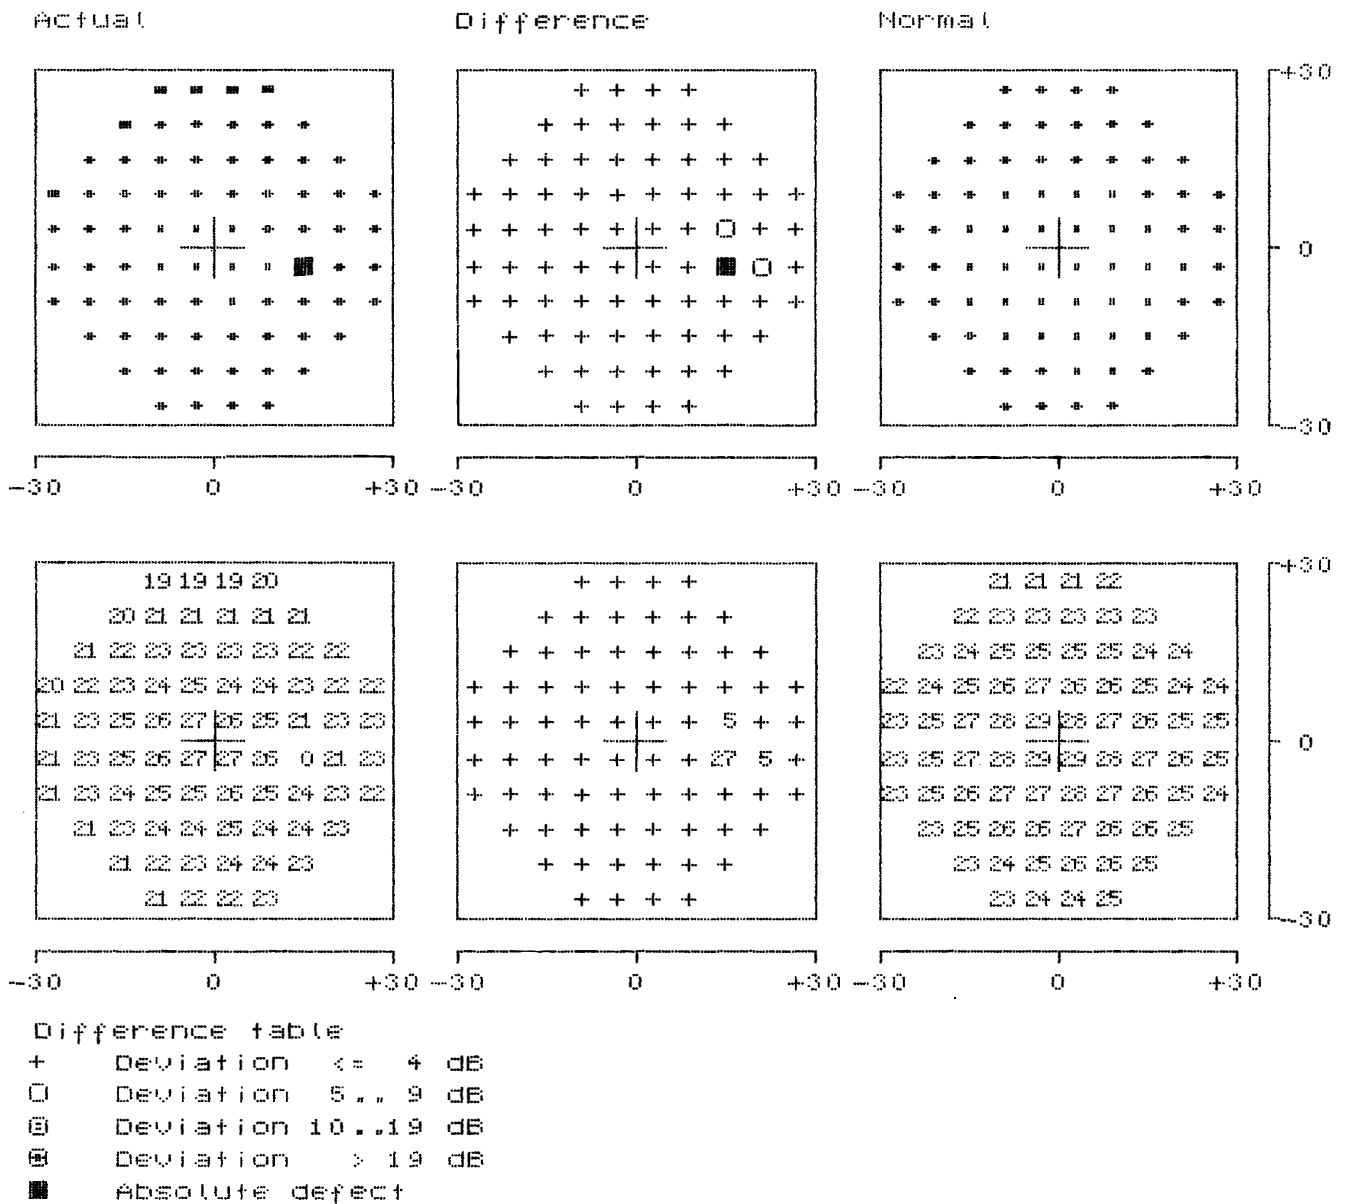 Actual Difference Normal
+30
0
-30
-30 0 +30 -30 0 +30 -30 0 +30
19 19 19 20 + + + + 21 21 21 22 +30
20 21 21 21 21 21 + + + + + + 22 23 23 23 23 23
21 22 23 23 23 23 22 22 + + + + + + + + 23 24 25 25 25 25 24 24
20 22 23 24 25 24 24 23 22 22 + + + + + + + + + + 22 24 25 26 27 26 26 25 24 24
21 23 25 26 27 26 25 21 23 23 + + + + + + + 5 + + 23 25 27 28 29 28 27 26 25 25
0
21 23 25 26 27 27 26 0 21 23 + + + + + + + 27 5 + 23 25 27 28 29 29 28 27 26 25
21 23 24 25 25 26 25 24 23 22 + + + + + + + + + + 23 25 26 27 27 28 27 26 25 24
21 23 24 24 25 24 24 23 + + + + + + + + 23 25 26 26 27 26 26 25
21 22 23 24 24 23 + + + + + + 23 24 25 26 26 25
21 22 22 23 + + + + 23 24 24 25
-30
-30 0 +30 -30 0 +30 -30 0 +30
Difference table
+ Deviation <= 4 dB
Deviation 5.. 9 dB
Deviation 10..19 dB
Deviation > 19 dB
■ Absolute defect